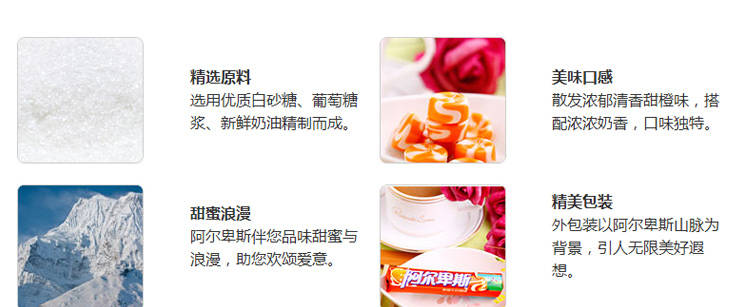 精选原料
选用优质白砂糖、葡萄糖
浆、新鲜奶油精制而成。
美味口感
散发浓郁清香甜橙味，搭
配浓浓奶香，口味独特。
甜蜜浪漫
阿尔卑斯伴您品味甜蜜与
浪漫，助您欢颂爱意。
精美包装
外包装以阿尔卑斯山脉为
背景，引人无限美好遐
想。
阿尔卑斯